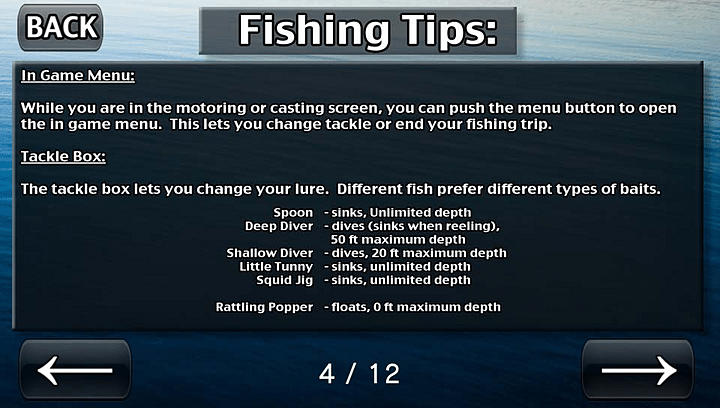 BACK
Fishing Tips:
In Game Menu:
While you are in the motoring or casting screen, you can push the menu button to open
the in game menu.  This lets you change tackle or end your fishing trip.
Tackle Box:
The tackle box lets you change your lure.  Different fish prefer different types of baits.
Spoon - sinks, Unlimited depth
Deep Diver - dives (sinks when reeling),
50 ft maximum depth
Shallow Diver - dives, 20 ft maximum depth
Little Tunny - sinks, unlimited depth
Squid Jig - sinks, unlimited depth
Rattling Popper - floats, 0 ft maximum depth
4 / 12